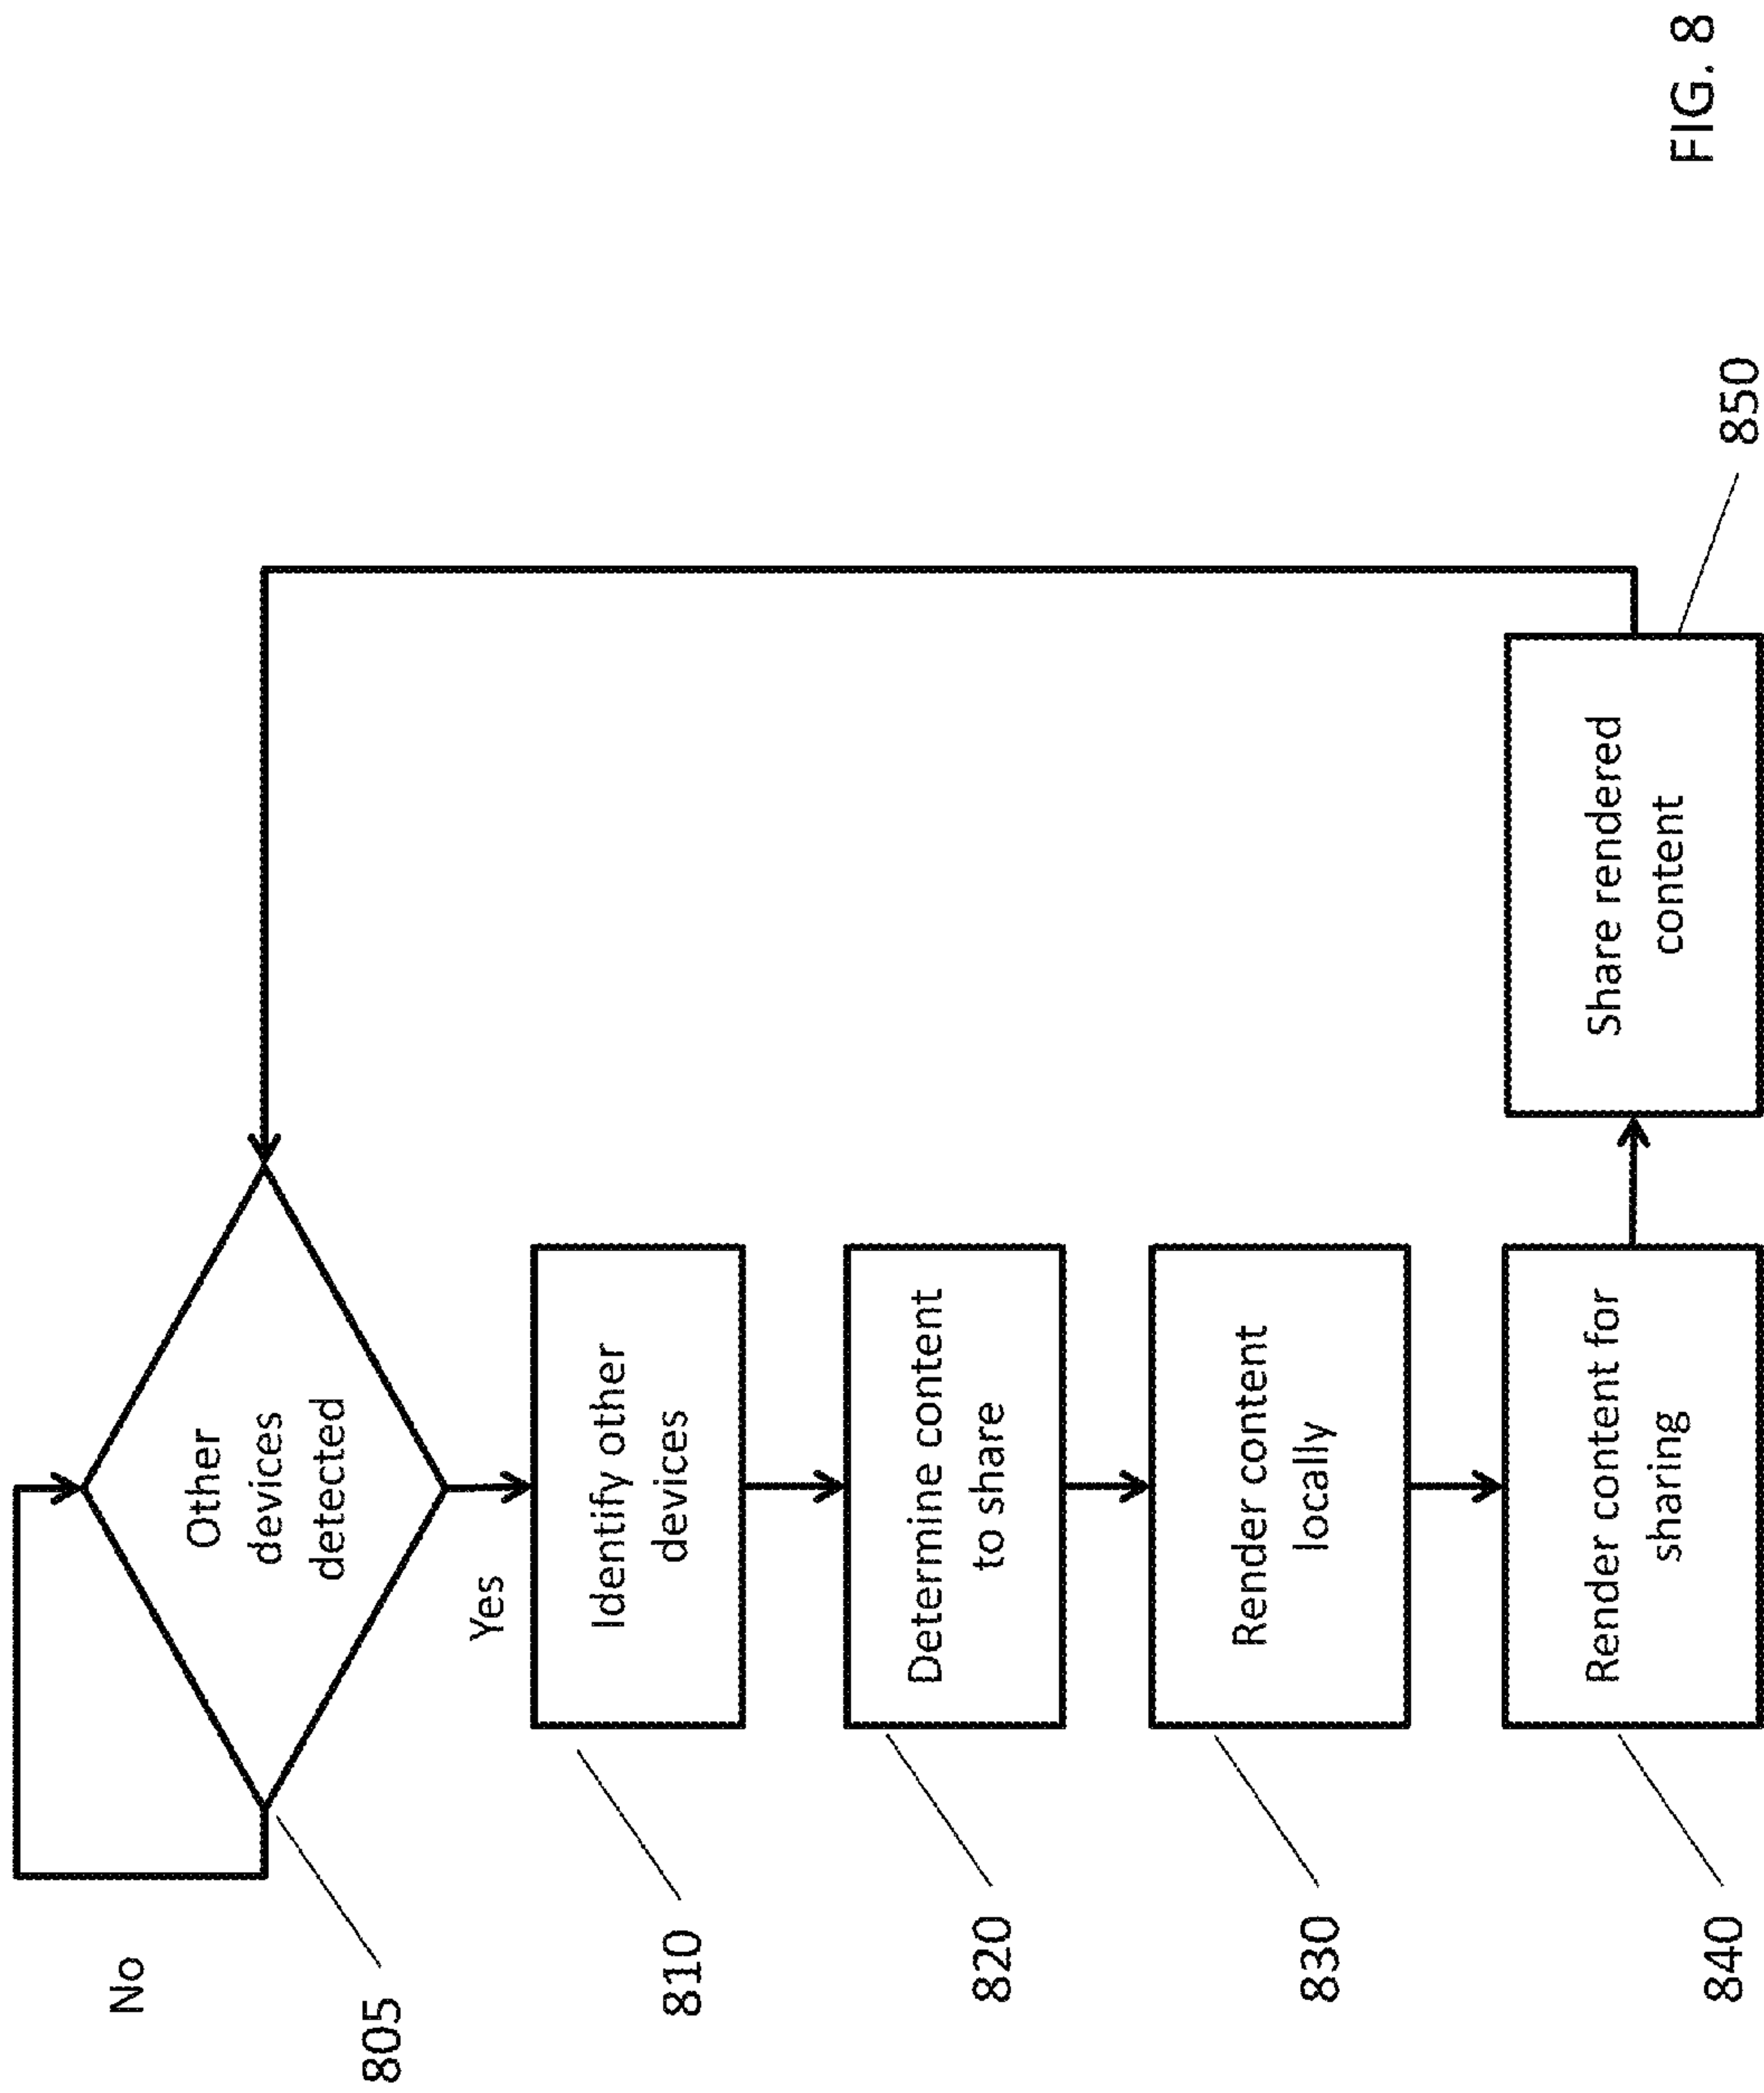 No
805
Other
devices
detected
Yes
810
Identify other
devices
820
Determine content
to share
830
Render content
locally
840
Render content for
sharing
Share rendered
content
850
FIG. 8